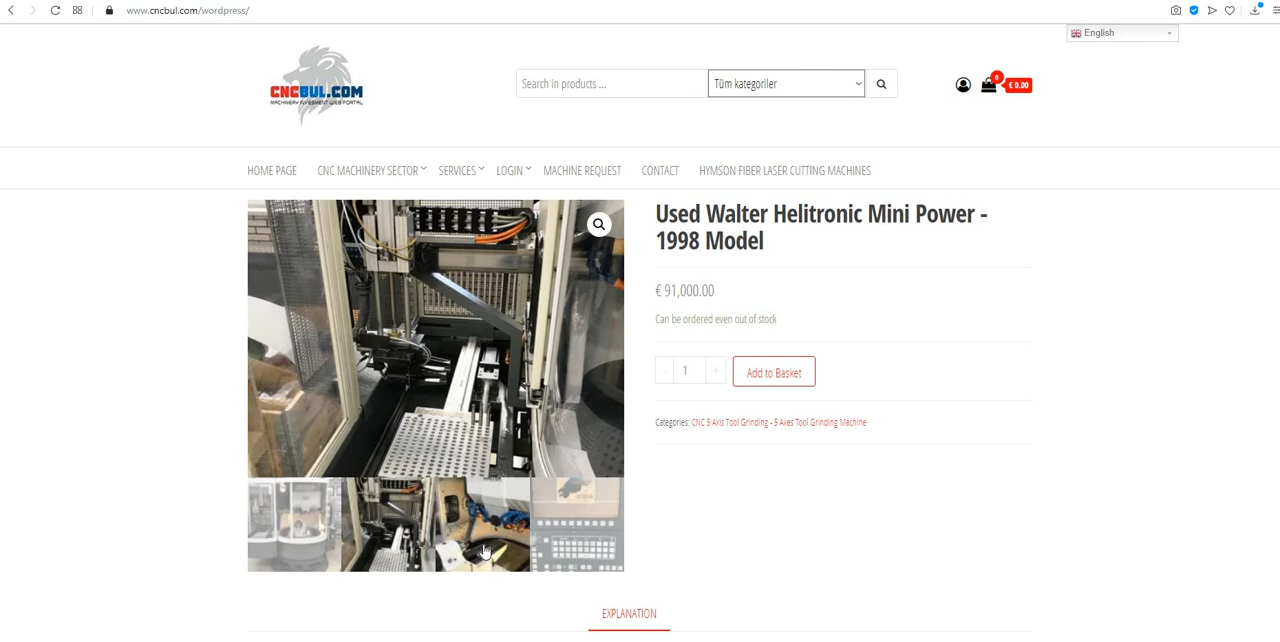 www.cncbul.com/wordpress/
English
CNCBUL.COM
MACHINERY INVESMENT WEB PORTAL
Search in products ...
Tüm kategoriler
0
€ 0.00
HOME PAGE
CNC MACHINERY SECTOR
SERVICES
LOGIN
MACHINE REQUEST
CONTACT
HYMSON FIBER LASER CUTTING MACHINES
Used Walter Helitronic Mini Power -
1998 Model
€ 91,000.00
Can be ordered even out of stock
- 1 +
Add to Basket
Categories: CNC 5 Axis Tool Grinding - 5 Axes Tool Grinding Machine
EXPLANATION